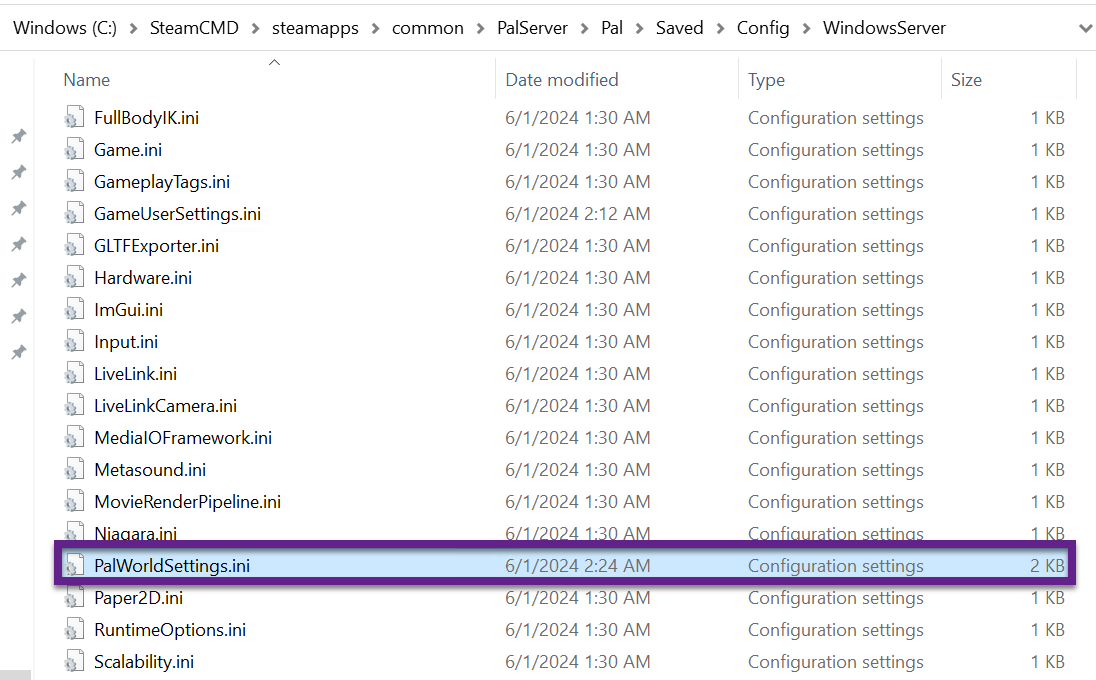 Windows (C:) > SteamCMD > steamapps > common > PalServer > Pal > Saved > Config > WindowsServer
Name Date modified Type Size
FullBodyIK.ini 6/1/2024 1:30 AM Configuration settings 1 KB
Game.ini 6/1/2024 1:30 AM Configuration settings 1 KB
GameplayTags.ini 6/1/2024 1:30 AM Configuration settings 1 KB
GameUserSettings.ini 6/1/2024 2:12 AM Configuration settings 1 KB
GLTFExporter.ini 6/1/2024 1:30 AM Configuration settings 1 KB
Hardware.ini 6/1/2024 1:30 AM Configuration settings 1 KB
ImGui.ini 6/1/2024 1:30 AM Configuration settings 1 KB
Input.ini 6/1/2024 1:30 AM Configuration settings 1 KB
LiveLink.ini 6/1/2024 1:30 AM Configuration settings 1 KB
LiveLinkCamera.ini 6/1/2024 1:30 AM Configuration settings 1 KB
MediaIOFramework.ini 6/1/2024 1:30 AM Configuration settings 1 KB
Metasound.ini 6/1/2024 1:30 AM Configuration settings 1 KB
MovieRenderPipeline.ini 6/1/2024 1:30 AM Configuration settings 1 KB
Niagara.ini 6/1/2024 1:30 AM Configuration settings 1 KB
PalWorldSettings.ini 6/1/2024 2:24 AM Configuration settings 2 KB
Paper2D.ini 6/1/2024 1:30 AM Configuration settings 1 KB
RuntimeOptions.ini 6/1/2024 1:30 AM Configuration settings 1 KB
Scalability.ini 6/1/2024 1:30 AM Configuration settings 1 KB